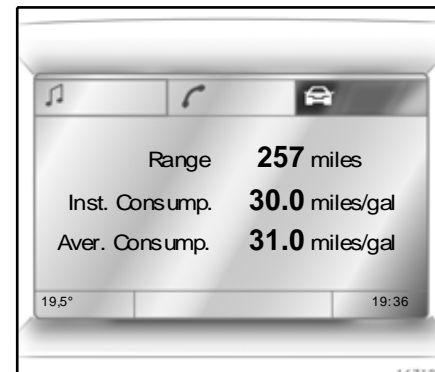 Range 257 miles
Inst. Consump. 30.0 miles/gal
Aver. Consump. 31.0 miles/gal
19,5° 19:36